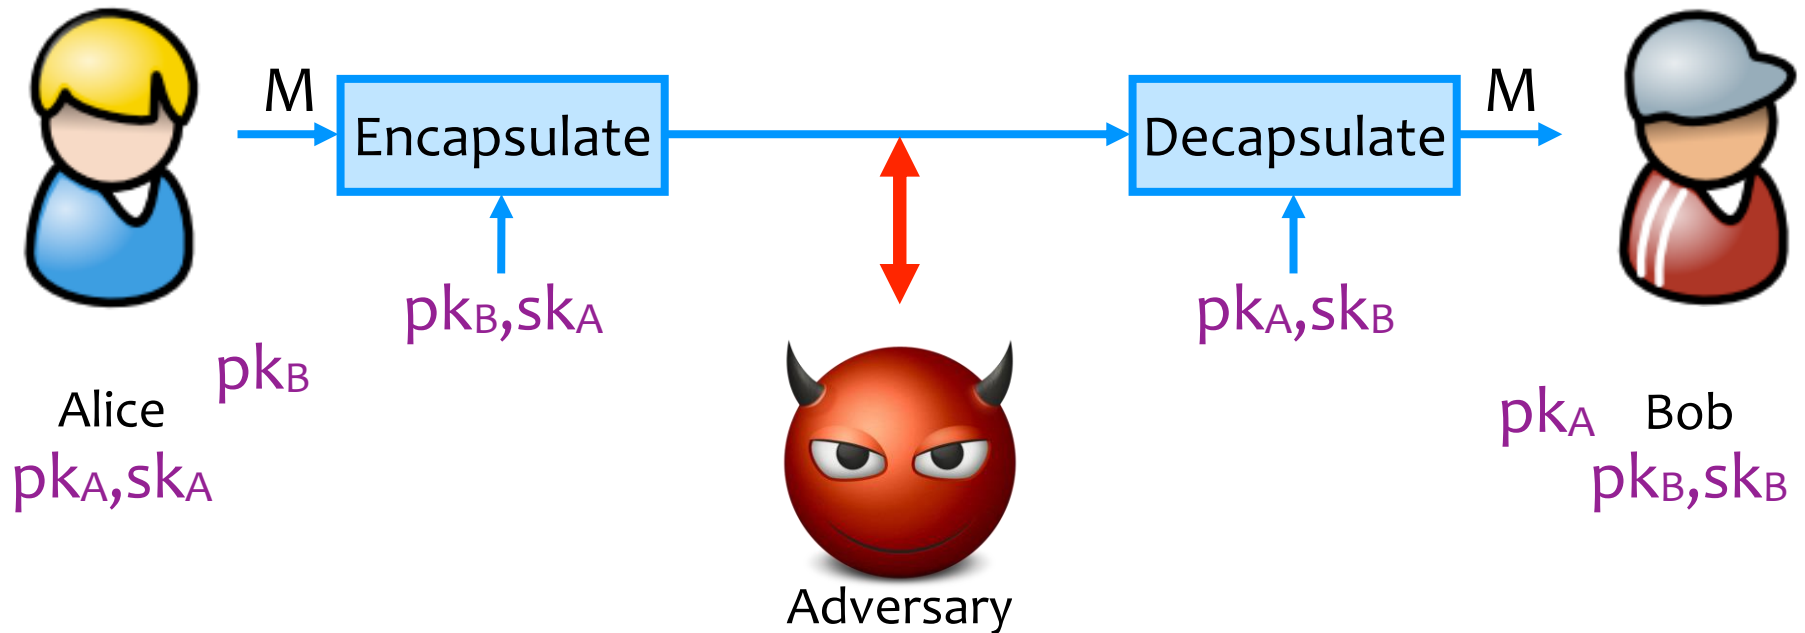 M
Encapsulate
Decapsulate
M
pkB,skA
pkA,skB
pkB
Alice
pkA,skA
pkA
Bob
pkB,skB
Adversary